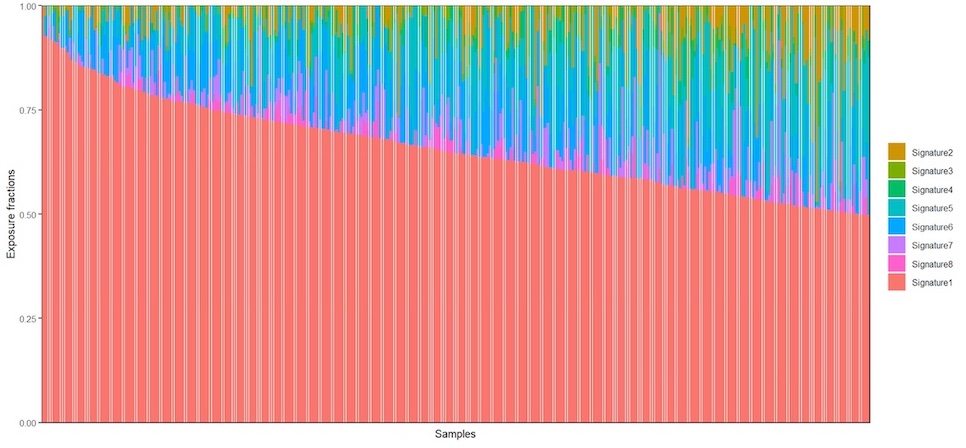 1.00
0.75
0.50
0.25
0.00
Exposure fractions
Samples
Signature2
Signature3
Signature4
Signature5
Signature6
Signature7
Signature8
Signature1